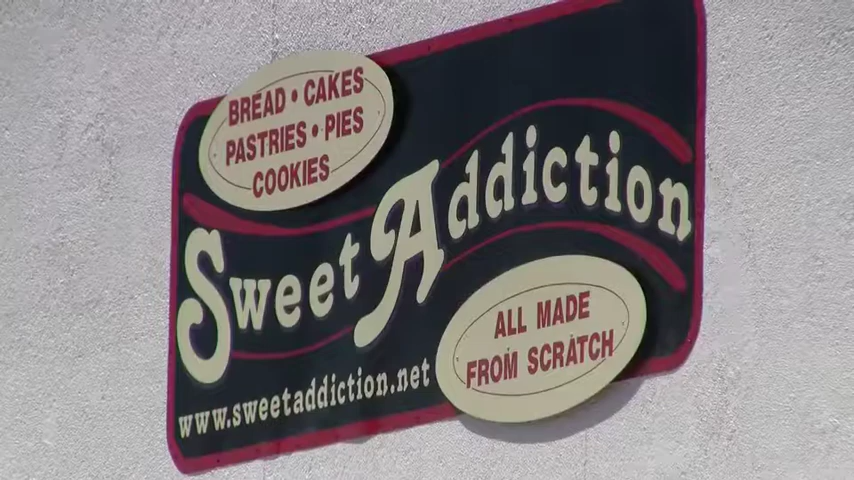 BREAD • CAKES
PASTRIES • PIES
COOKIES
Sweet Addiction
www.sweetaddiction.net
ALL MADE
FROM SCRATCH